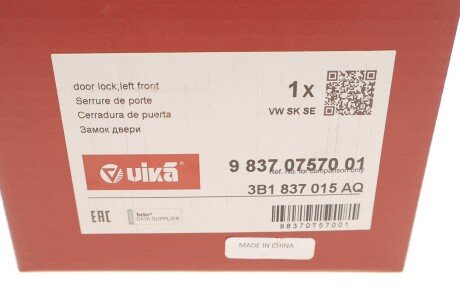 door lock;left front
Serrure de porte
Cerradura de puerta
Замок двери
1x
VW SK SE
vika
9 837 07570 01
Ref. No. for comparison only
3B1 837 015 AQ
EAC
TecDoc
DATA SUPPLIER
98370757001
MADE IN CHINA